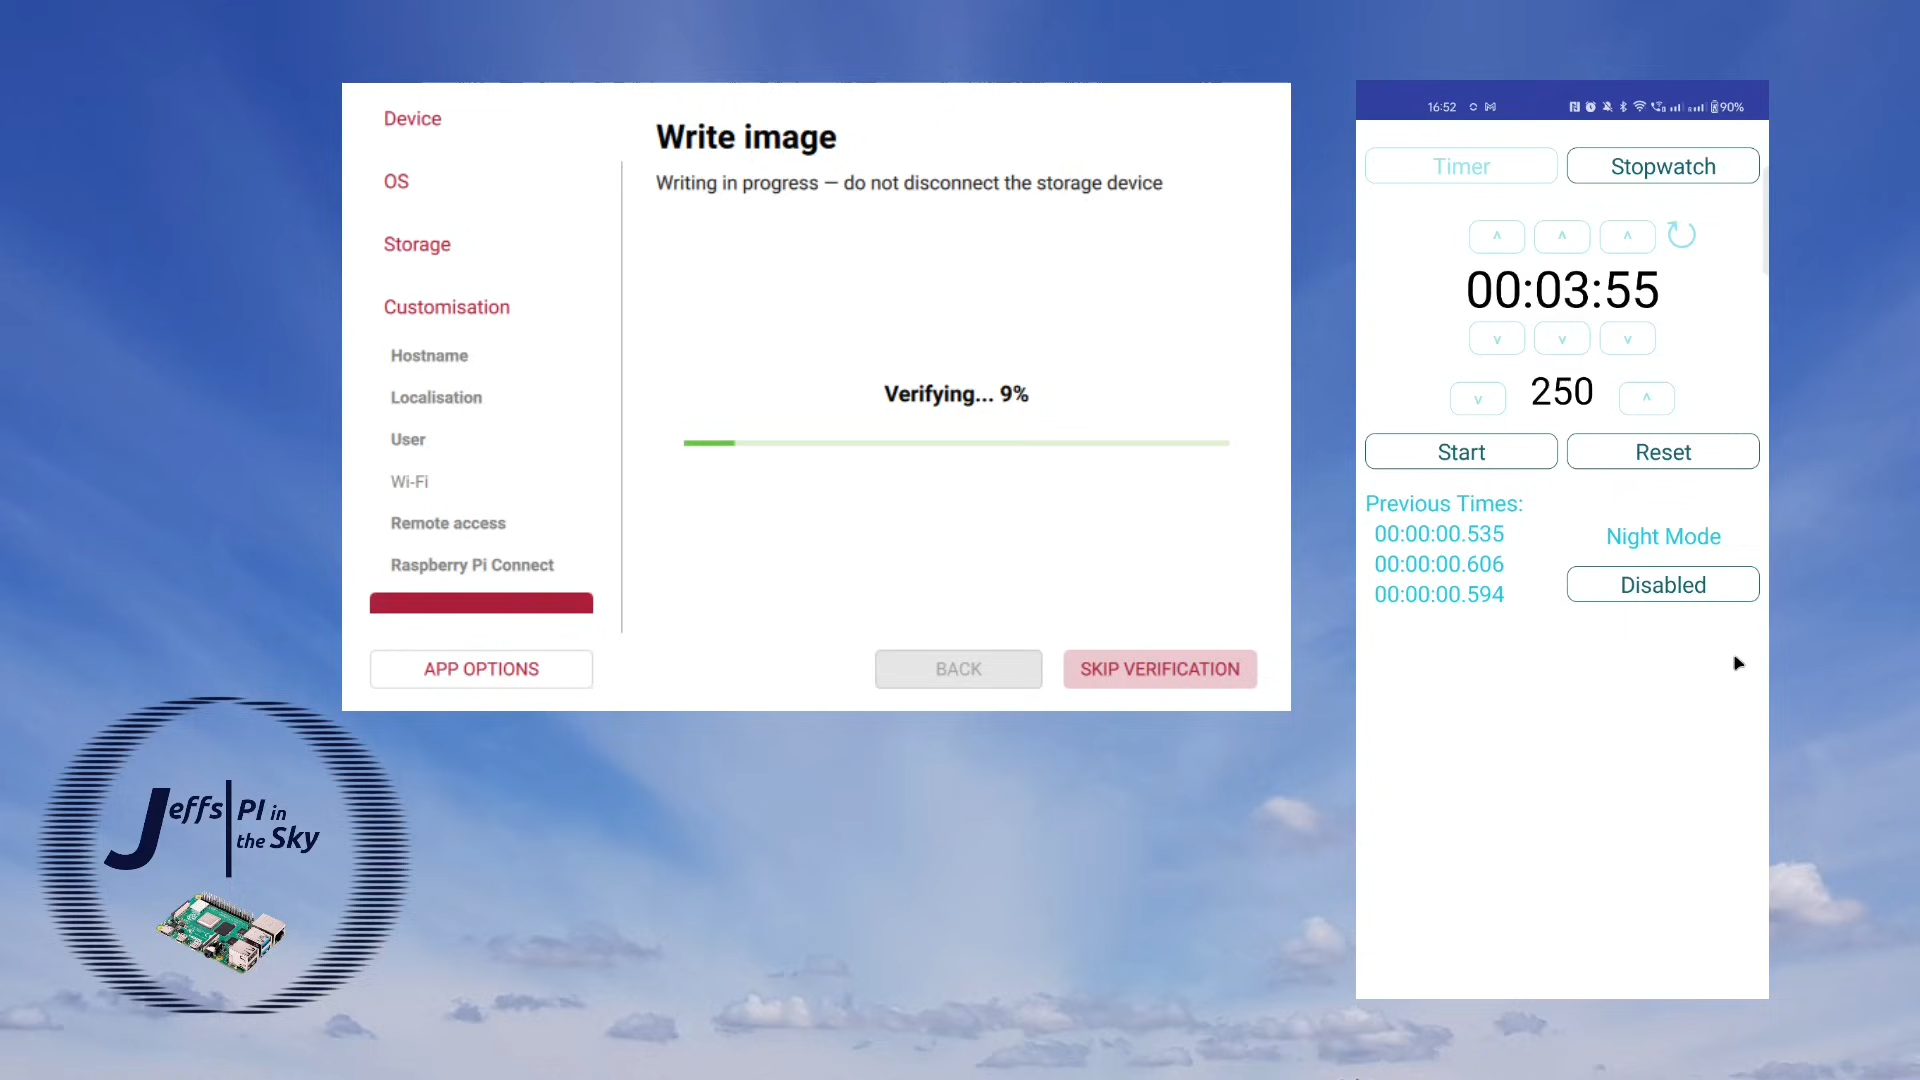 Device
OS
Storage
Customisation
Hostname
Localisation
User
Wi-Fi
Remote access
Raspberry Pi Connect
APP OPTIONS
Write image
Writing in progress — do not disconnect the storage device
Verifying... 9%
BACK
SKIP VERIFICATION
16:52
90%
Timer
Stopwatch
^ ^ ^
00:03:55
v v v
v 250 ^
Start
Reset
Previous Times:
00:00:00.535
00:00:00.606
00:00:00.594
Night Mode
Disabled
Jeffs PI in
the Sky